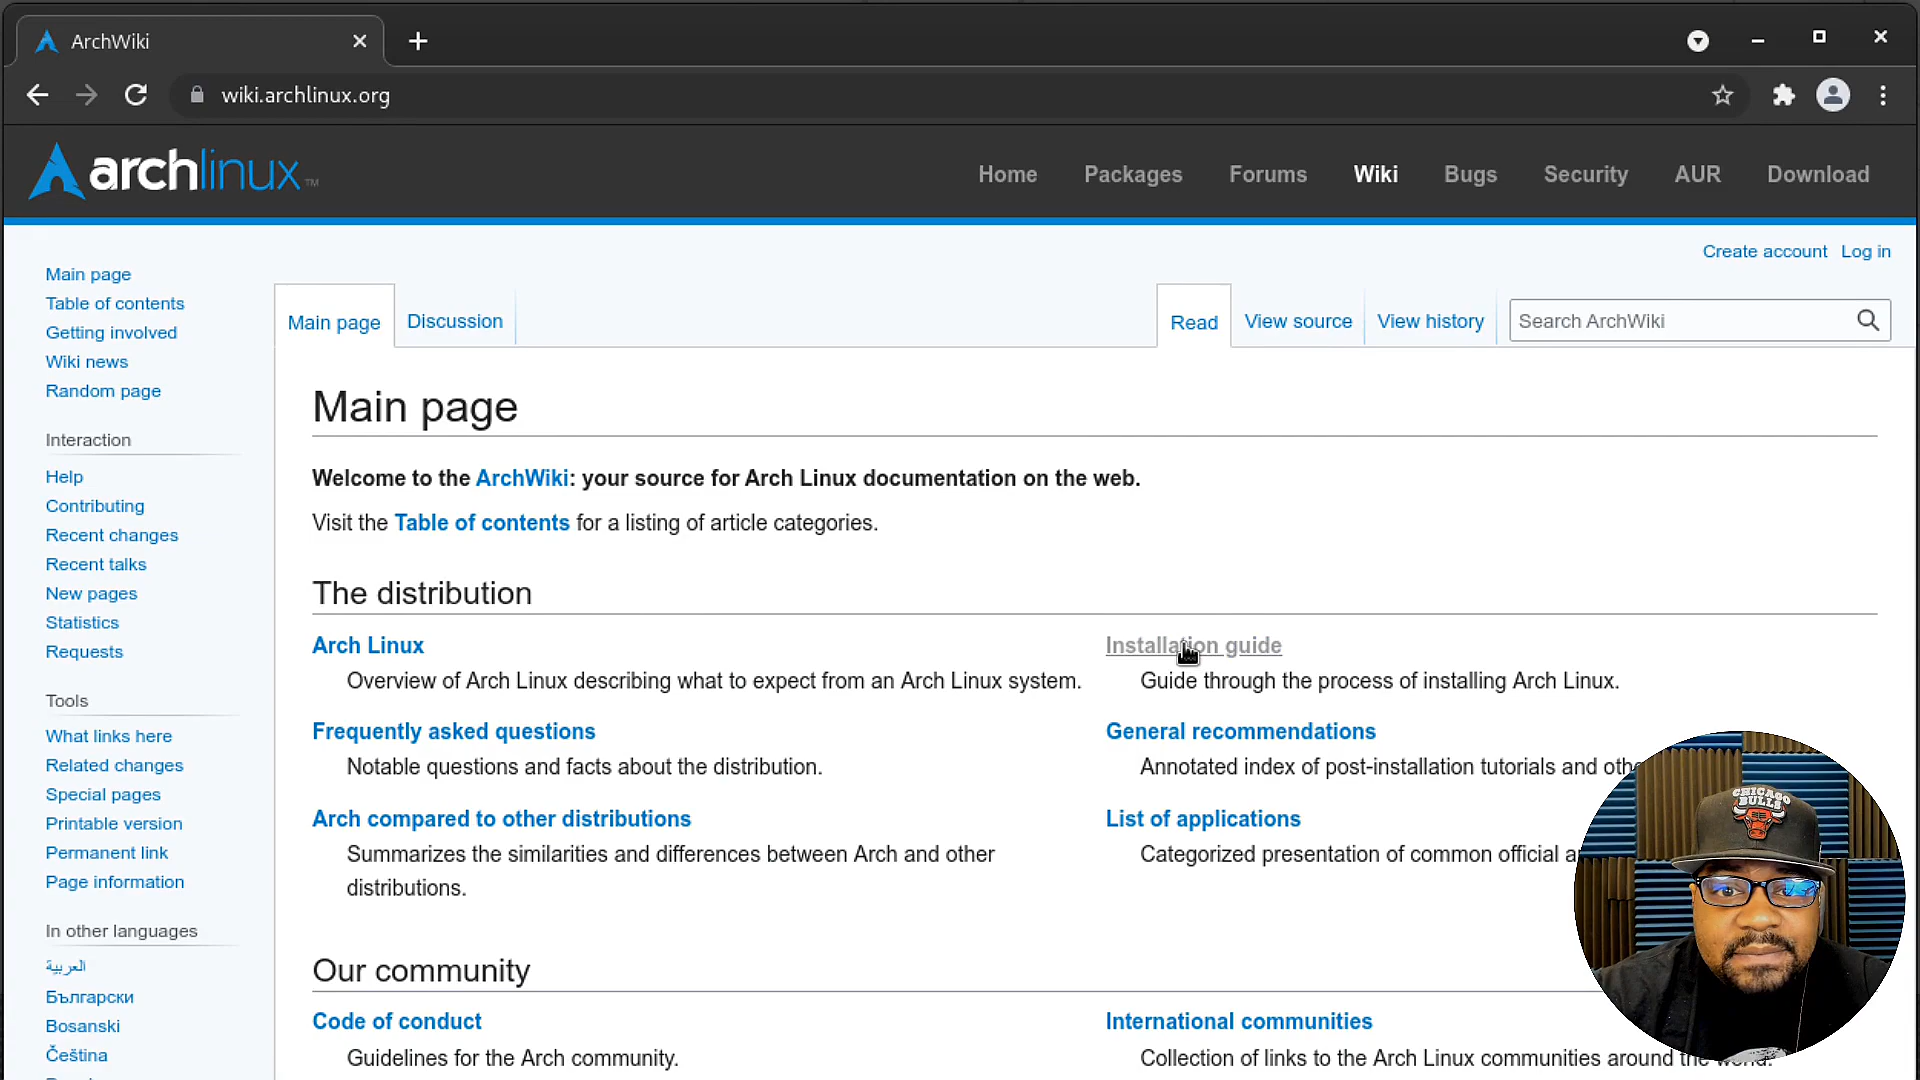 ArchWiki
wiki.archlinux.org
archlinux™
Home Packages Forums Wiki Bugs Security AUR Download
Create account Log in
Main page
Table of contents
Getting involved
Wiki news
Random page
Interaction
Help
Contributing
Recent changes
Recent talks
New pages
Statistics
Requests
Tools
What links here
Related changes
Special pages
Printable version
Permanent link
Page information
In other languages
العربية
Български
Bosanski
Čeština
Main page Discussion Read View source View history Search ArchWiki
Main page
Welcome to the ArchWiki: your source for Arch Linux documentation on the web.
Visit the Table of contents for a listing of article categories.
The distribution
Arch Linux
Overview of Arch Linux describing what to expect from an Arch Linux system.
Frequently asked questions
Notable questions and facts about the distribution.
Arch compared to other distributions
Summarizes the similarities and differences between Arch and other
distributions.
Installation guide
Guide through the process of installing Arch Linux.
General recommendations
Annotated index of post-installation tutorials and
List of applications
Categorized presentation of common official
Our community
Code of conduct
Guidelines for the Arch community.
International communities
Collection of links to the Arch Linux communities around the world.
CHICAGO
BULLS